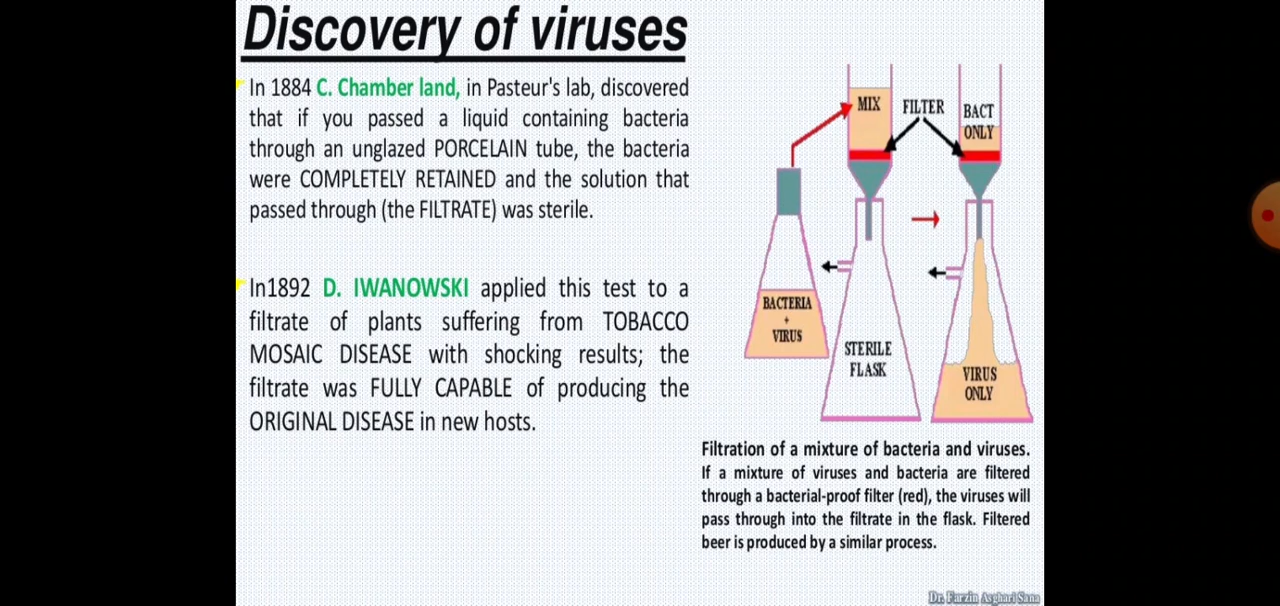 Discovery of viruses
In 1884 C. Chamber land, in Pasteur's lab, discovered
that if you passed a liquid containing bacteria
through an unglazed PORCELAIN tube, the bacteria
were COMPLETELY RETAINED and the solution that
passed through (the FILTRATE) was sterile.
In1892 D. IWANOWSKI applied this test to a
filtrate of plants suffering from TOBACCO
MOSAIC DISEASE with shocking results; the
filtrate was FULLY CAPABLE of producing the
ORIGINAL DISEASE in new hosts.
MIX
FILTER
BACT
ONLY
BACTERIA
+
VIRUS
STERILE
FLASK
VIRUS
ONLY
Filtration of a mixture of bacteria and viruses.
If a mixture of viruses and bacteria are filtered
through a bacterial-proof filter (red), the viruses will
pass through into the filtrate in the flask. Filtered
beer is produced by a similar process.
Dr. Farzin Asghari Sana